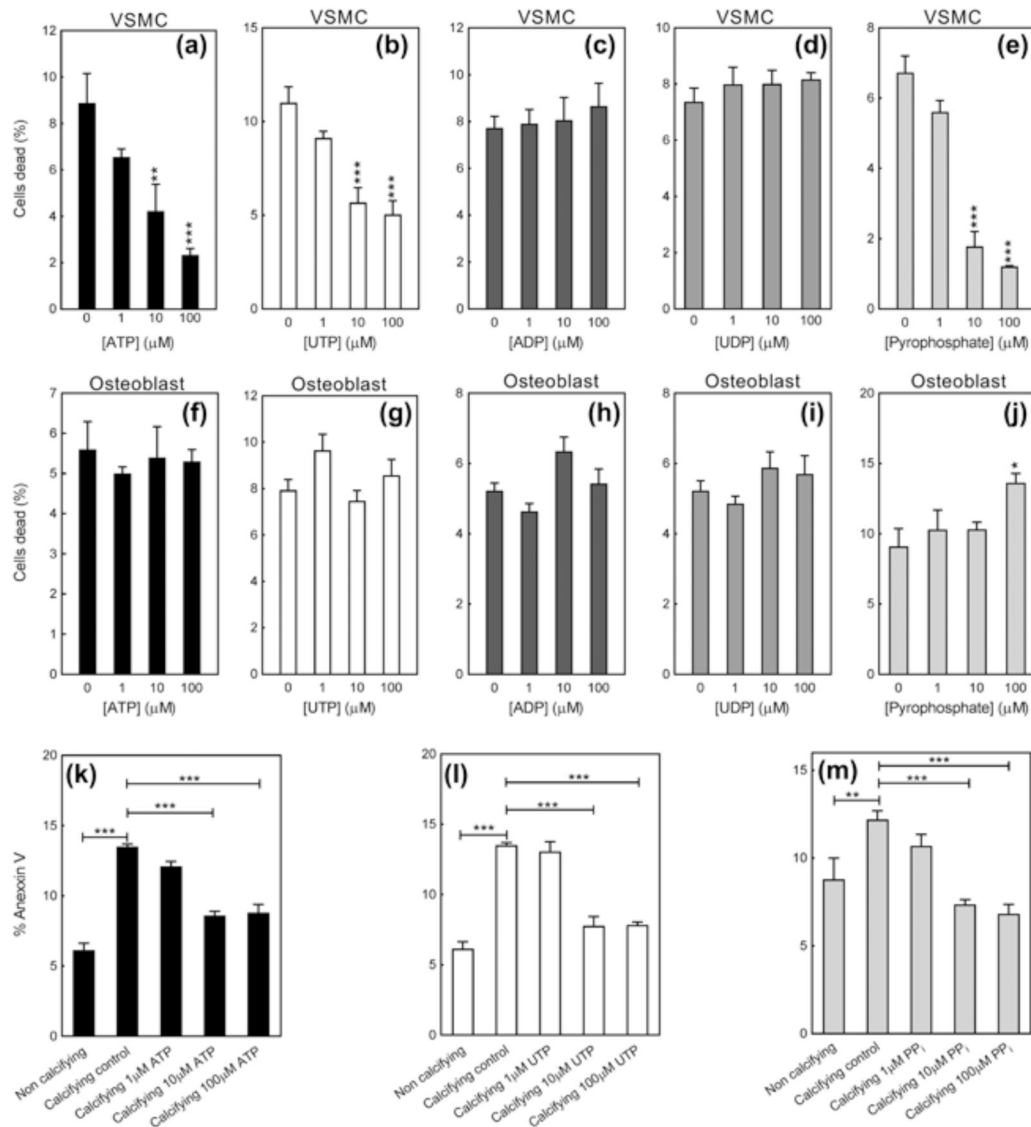 VSMC VSMC VSMC VSMC VSMC
(a) (b) (c) (d) (e)
Cells dead (%)
12
10
8
6
4
2
0
**
***
0 1 10 100
[ATP] (µM)
15
10
5
0
***
***
0 1 10 100
[UTP] (µM)
12
10
8
6
4
2
0
0 1 10 100
[ADP] (µM)
10
8
6
4
2
0
0 1 10 100
[UDP] (µM)
8
6
4
2
0
***
***
0 1 10 100
[Pyrophosphate] (µM)
Osteoblast Osteoblast Osteoblast Osteoblast Osteoblast
(f) (g) (h) (i) (j)
Cells dead (%)
7
6
5
4
3
2
1
0
0 1 10 100
[ATP] (µM)
12
10
8
6
4
2
0
0 1 10 100
[UTP] (µM)
8
6
4
2
0
0 1 10 100
[ADP] (µM)
8
6
4
2
0
0 1 10 100
[UDP] (µM)
20
15
10
5
0
*
0 1 10 100
[Pyrophosphate] (µM)
(k)
% Anexxin V
20
15
10
5
0
***
***
***
Non calcifying
Calcifying control
Calcifying 1µM ATP
Calcifying 10µM ATP
Calcifying 100µM ATP
(l)
20
15
10
5
0
***
***
***
Non calcifying
Calcifying control
Calcifying 1µM UTP
Calcifying 10µM UTP
Calcifying 100µM UTP
(m)
15
10
5
0
***
***
**
Non calcifying
Calcifying control
Calcifying 1µM PPi
Calcifying 10µM PPi
Calcifying 100µM PPi